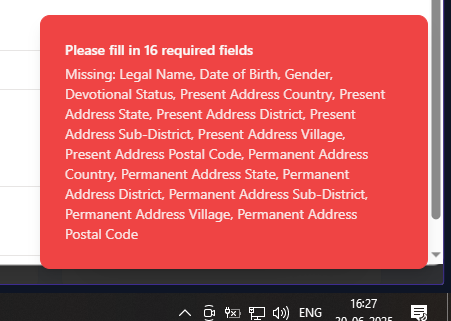 Please fill in 16 required fields
Missing: Legal Name, Date of Birth, Gender,
Devotional Status, Present Address Country, Present
Address State, Present Address District, Present
Address Sub-District, Present Address Village,
Present Address Postal Code, Permanent Address
Country, Permanent Address State, Permanent
Address District, Permanent Address Sub-District,
Permanent Address Village, Permanent Address
Postal Code
ENG
16:27
20-06-2025